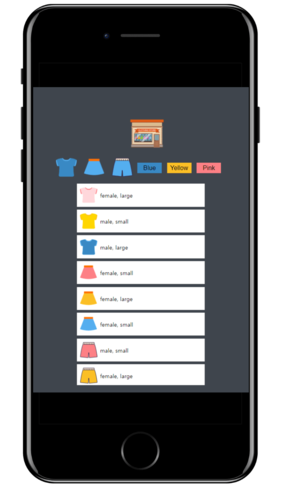 Blue Yellow Pink
female, large
male, small
male, large
female, small
female, large
female, small
male, small
female, large